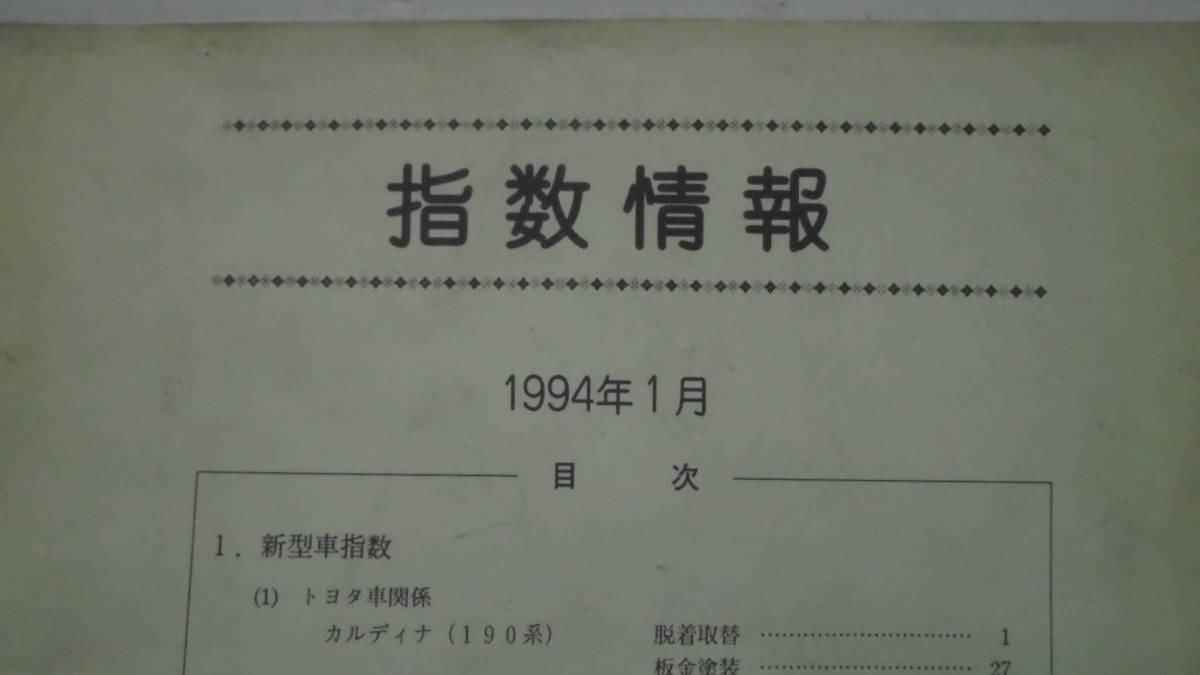 指数情報
1994年1月
目 次
1. 新型車指数
(1) トヨタ車関係
カルディナ(190系) 脱着取替 …………………………… 1
板金塗装 …………………………… 27